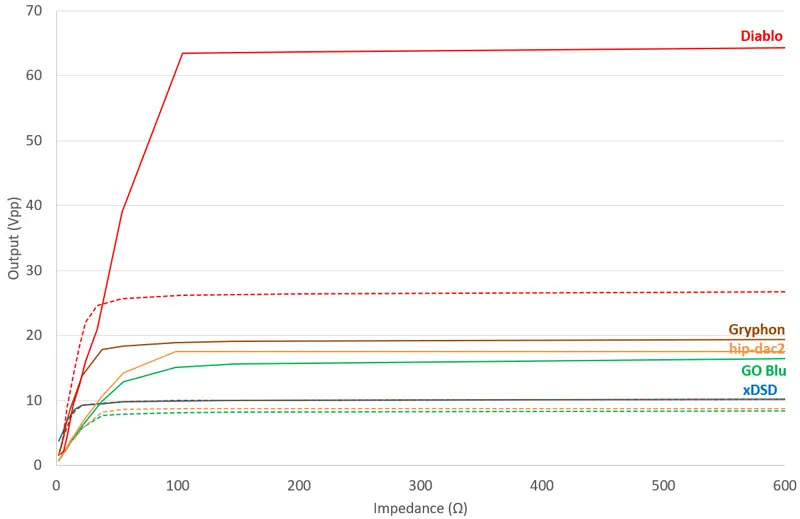 70
60
50
40
30
20
10
0
Output (Vpp)
Diablo
Gryphon
hip-dac2
GO Blu
xDSD
0 100 200 300 400 500 600
Impedance (Ω)